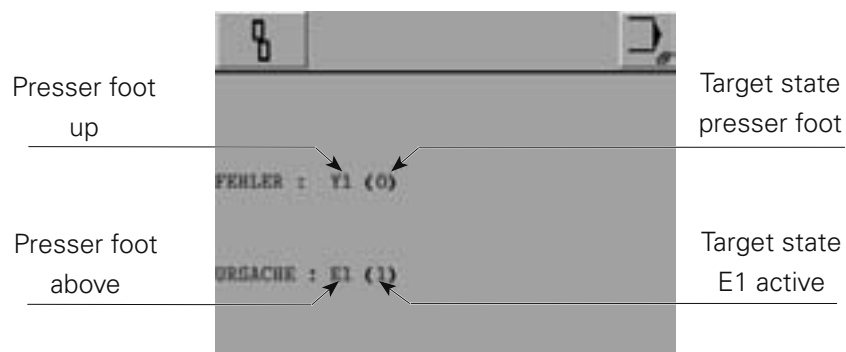 Presser foot
up
Target state
presser foot
FEHLER : Y1 (0)
Presser foot
above
Target state
E1 active
URSACHE : E1 (1)